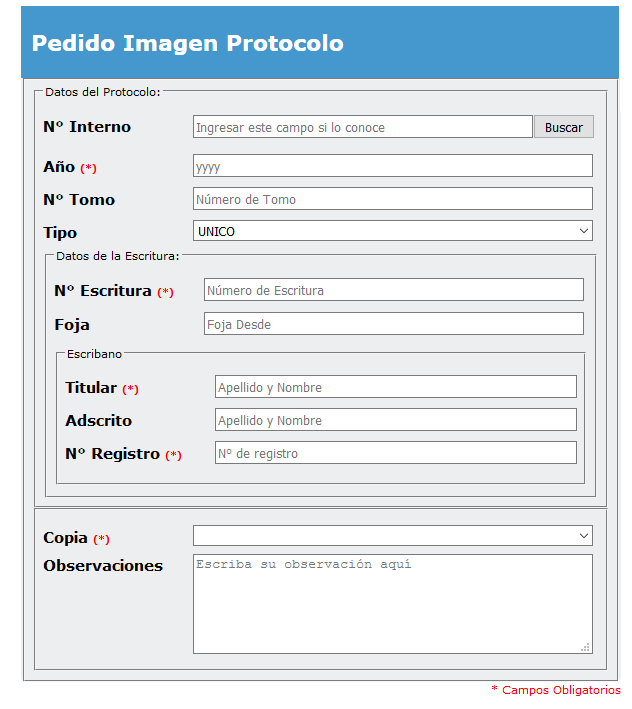 Pedido Imagen Protocolo
Datos del Protocolo:
Nº Interno Ingresar este campo si lo conoce Buscar
Año (*) yyyy
Nº Tomo Número de Tomo
Tipo UNICO
Datos de la Escritura:
Nº Escritura (*) Número de Escritura
Foja Foja Desde
Escribano
Titular (*) Apellido y Nombre
Adscrito Apellido y Nombre
Nº Registro (*) Nº de registro
Copia (*)
Observaciones Escriba su observación aquí
* Campos Obligatorios